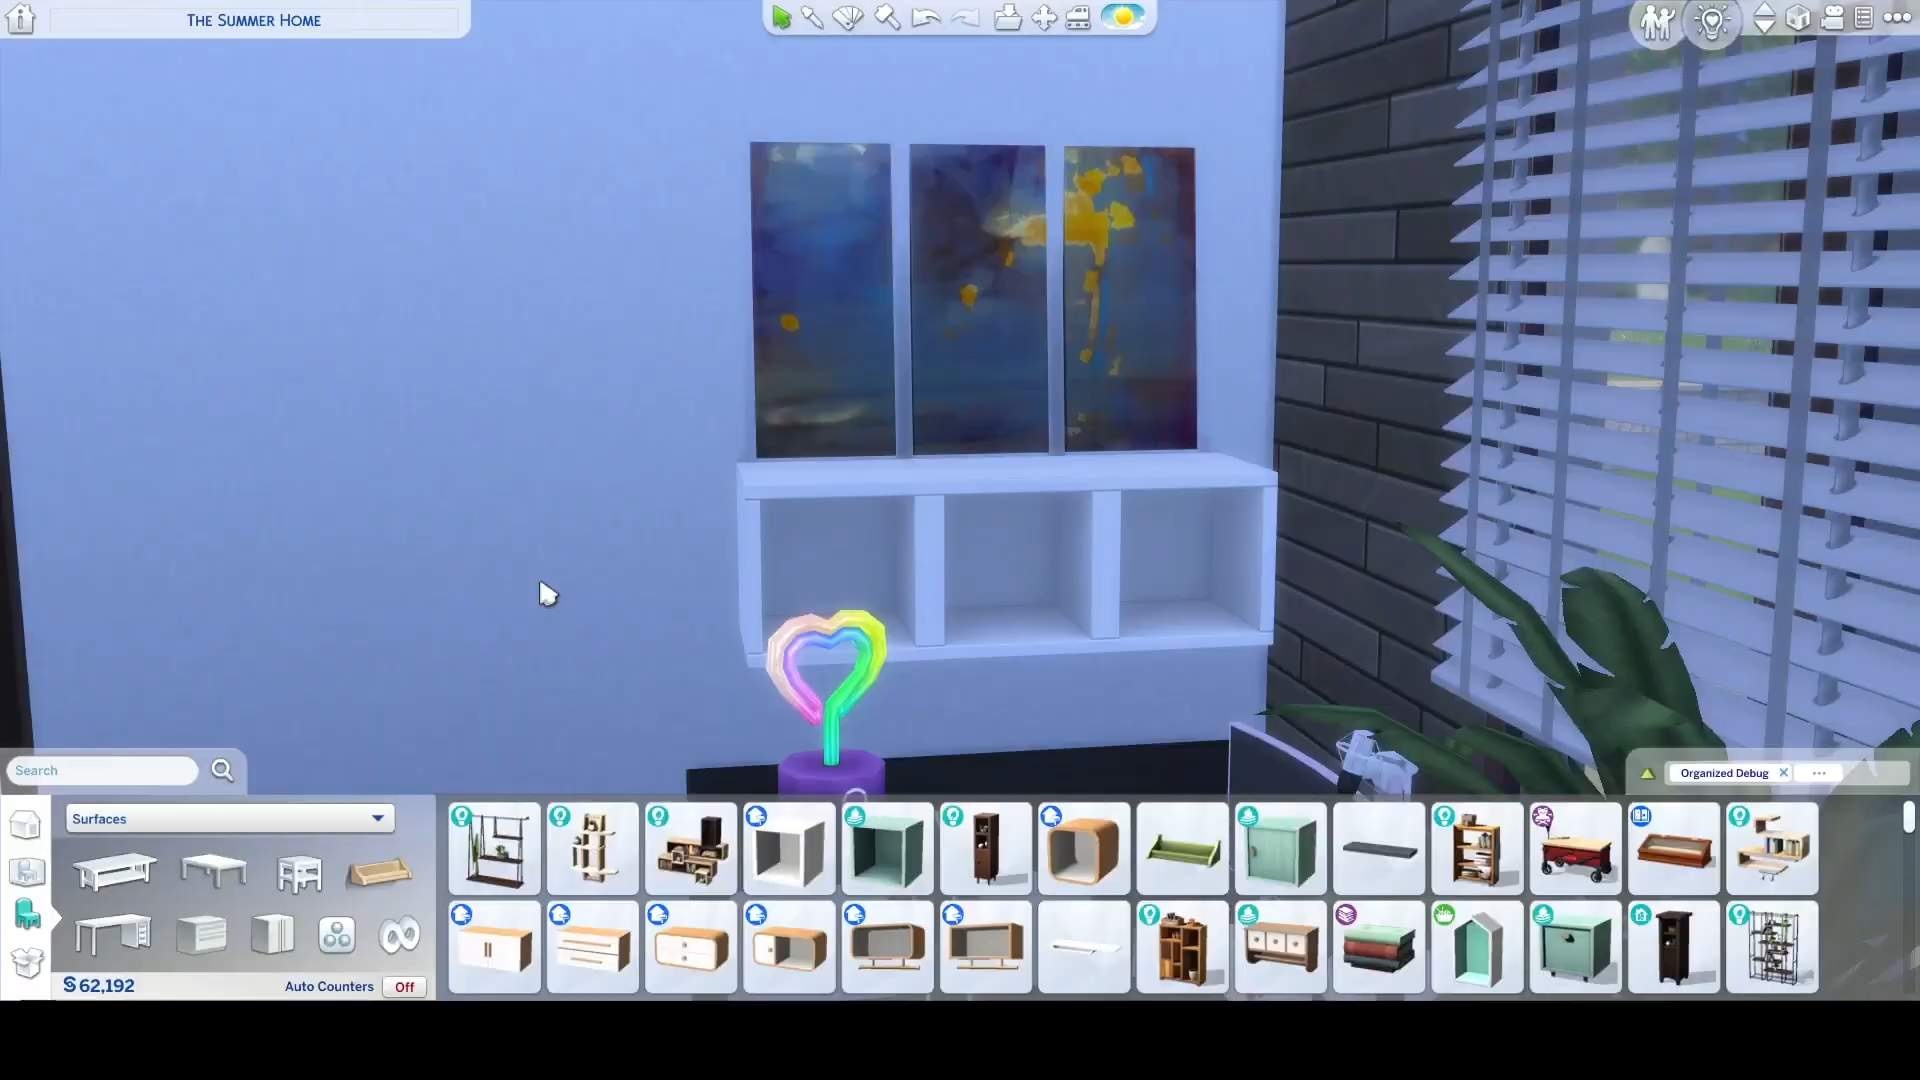 The Summer Home
Search
Organized Debug
Surfaces
§62,192
Auto Counters
Off